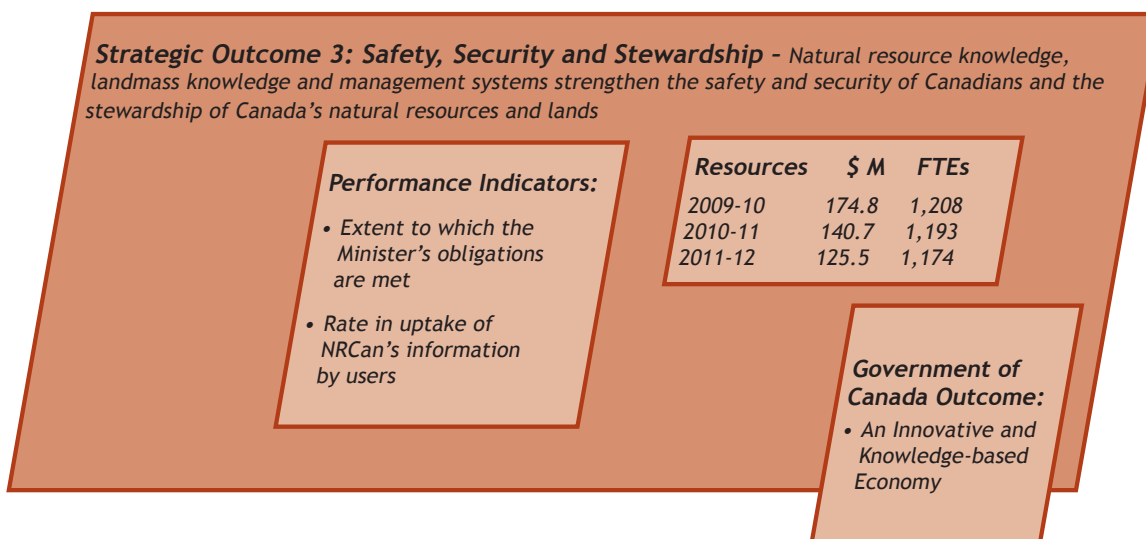 Strategic Outcome 3: Safety, Security and Stewardship – Natural resource knowledge,
landmass knowledge and management systems strengthen the safety and security of Canadians and the
stewardship of Canada's natural resources and lands
Performance Indicators:
• Extent to which the
Minister's obligations
are met
• Rate in uptake of
NRCan's information
by users
Resources $ M FTEs
2009-10 174.8 1,208
2010-11 140.7 1,193
2011-12 125.5 1,174
Government of
Canada Outcome:
• An Innovative and
Knowledge-based
Economy